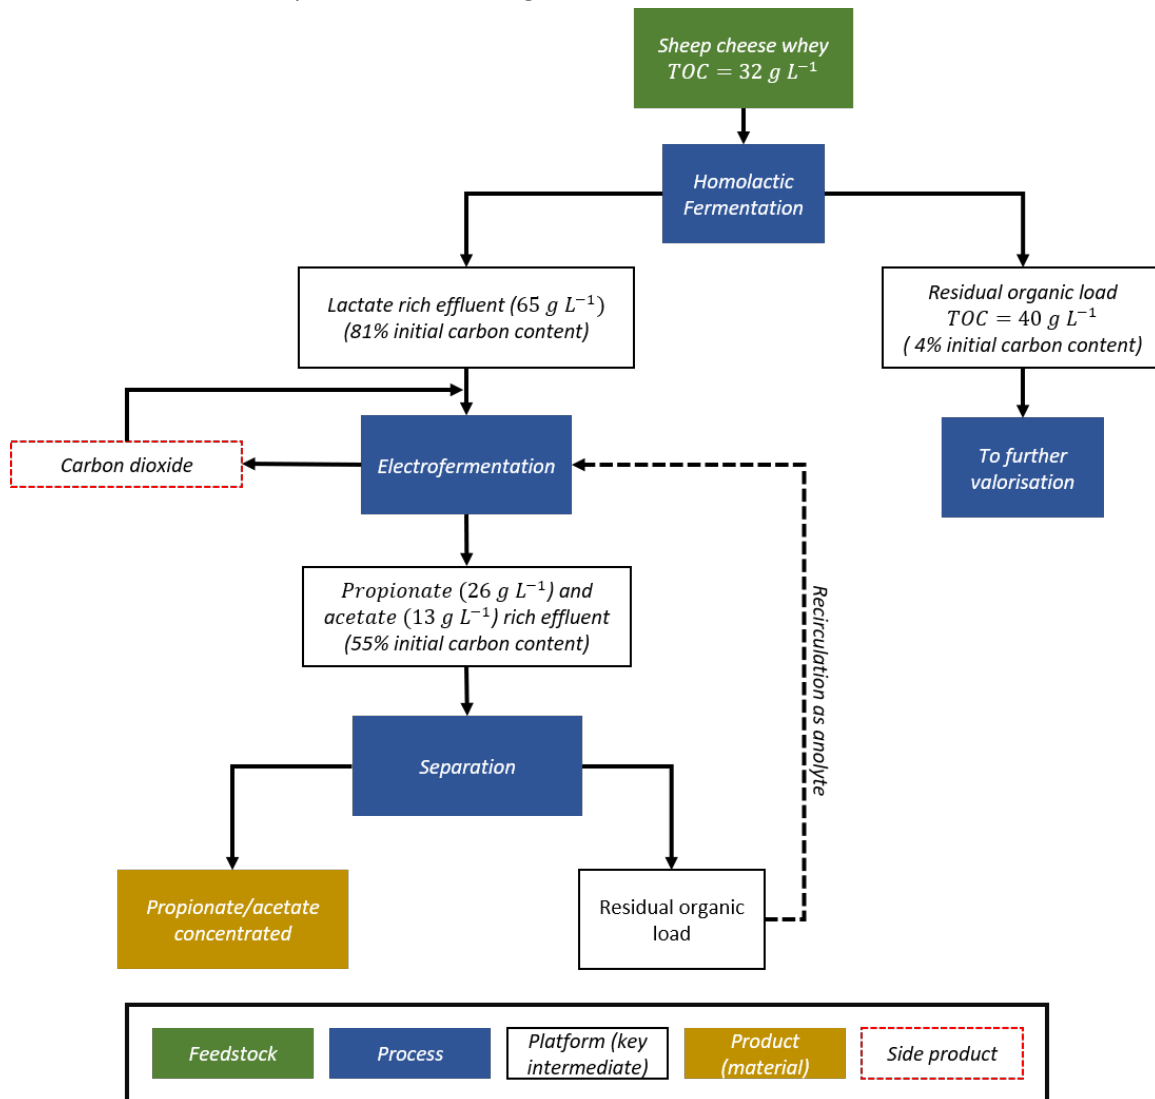 Sheep cheese whey
TOC = 32 g L⁻¹
Homolactic
Fermentation
Lactate rich effluent (65 g L⁻¹)
(81% initial carbon content)
Residual organic load
TOC = 40 g L⁻¹
( 4% initial carbon content)
Carbon dioxide
Electrofermentation
To further
valorisation
Propionate (26 g L⁻¹) and
acetate (13 g L⁻¹) rich effluent
(55% initial carbon content)
Recirculation as anolyte
Separation
Propionate/acetate
concentrated
Residual organic
load
Feedstock
Process
Platform (key
intermediate)
Product
(material)
Side product